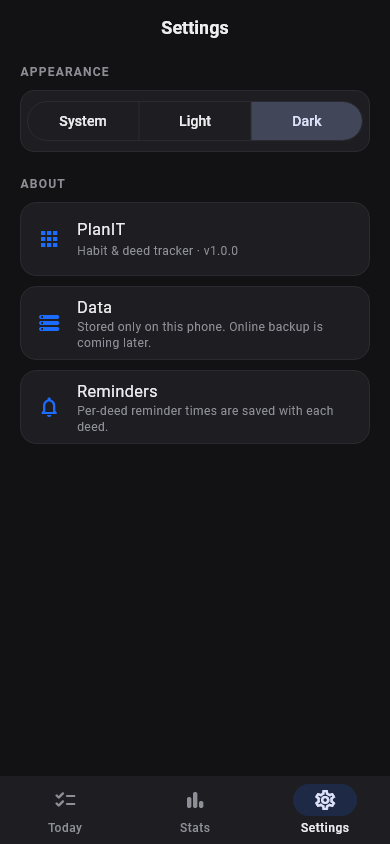 Settings
APPEARANCE
System Light Dark
ABOUT
PlanIT
Habit & deed tracker · v1.0.0
Data
Stored only on this phone. Online backup is
coming later.
Reminders
Per-deed reminder times are saved with each
deed.
Today Stats Settings